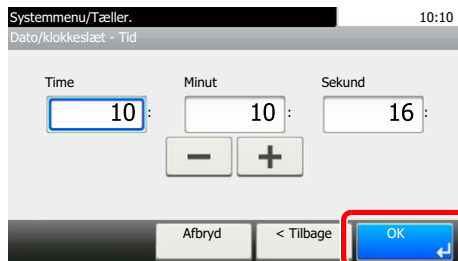 Systemmenu/Tæller. 10:10
Dato/klokkeslæt - Tid
Time Minut Sekund
10 : 10 : 16 :
− +
Afbryd < Tilbage OK